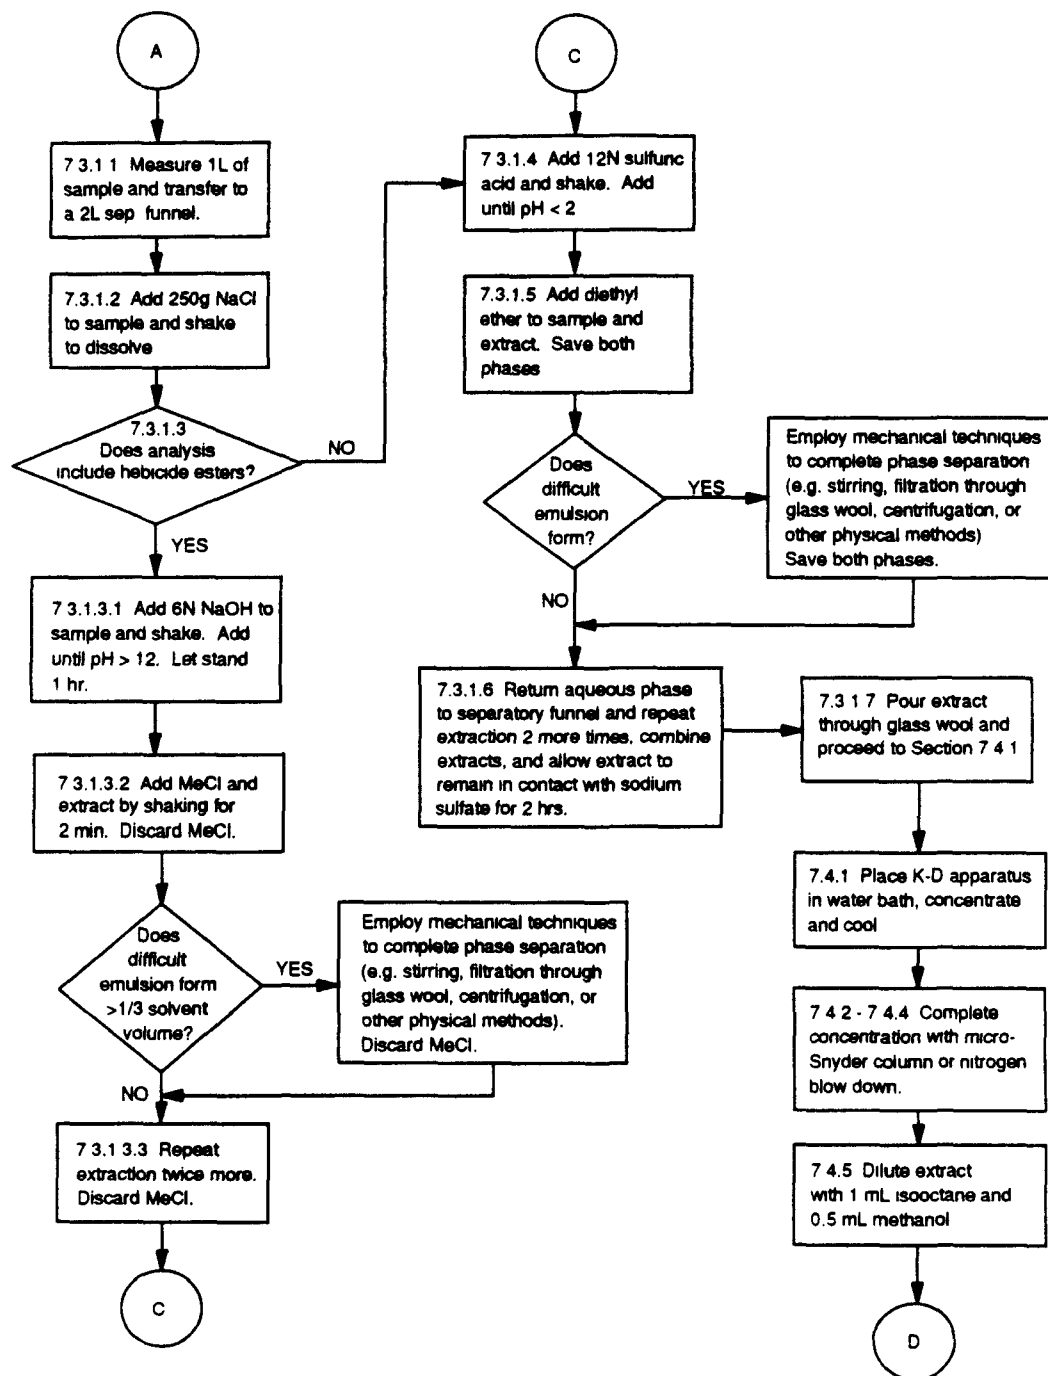 A
7 3.1 1 Measure 1L of
sample and transfer to
a 2L sep funnel.
7.3.1.2 Add 250g NaCl
to sample and shake
to dissolve
7.3.1.3
Does analysis
include hebicide esters?
NO
YES
7 3.1.3.1 Add 6N NaOH to
sample and shake. Add
until pH > 12. Let stand
1 hr.
7 3.1.3.2 Add MeCl and
extract by shaking for
2 min. Discard MeCl.
Does
difficult
emulsion form
>1/3 solvent
volume?
YES
Employ mechanical techniques
to complete phase separation
(e.g. stirring, filtration through
glass wool, centrifugation, or
other physical methods).
Discard MeCl.
NO
7 3.1 3.3 Repeat
extraction twice more.
Discard MeCl.
C
C
7 3.1.4 Add 12N sulfuric
acid and shake. Add
until pH < 2
7.3.1.5 Add diethyl
ether to sample and
extract. Save both
phases
Does
difficult
emulsion
form?
YES
Employ mechanical techniques
to complete phase separation
(e.g. stirring, filtration through
glass wool, centrifugation, or
other physical methods)
Save both phases.
NO
7.3.1.6 Return aqueous phase
to separatory funnel and repeat
extraction 2 more times, combine
extracts, and allow extract to
remain in contact with sodium
sulfate for 2 hrs.
7.3 1 7 Pour extract
through glass wool and
proceed to Section 7 4 1
7.4.1 Place K-D apparatus
in water bath, concentrate
and cool
7 4 2 - 7 4.4 Complete
concentration with micro-
Snyder column or nitrogen
blow down.
7 4.5 Dilute extract
with 1 mL isooctane and
0.5 mL methanol
D